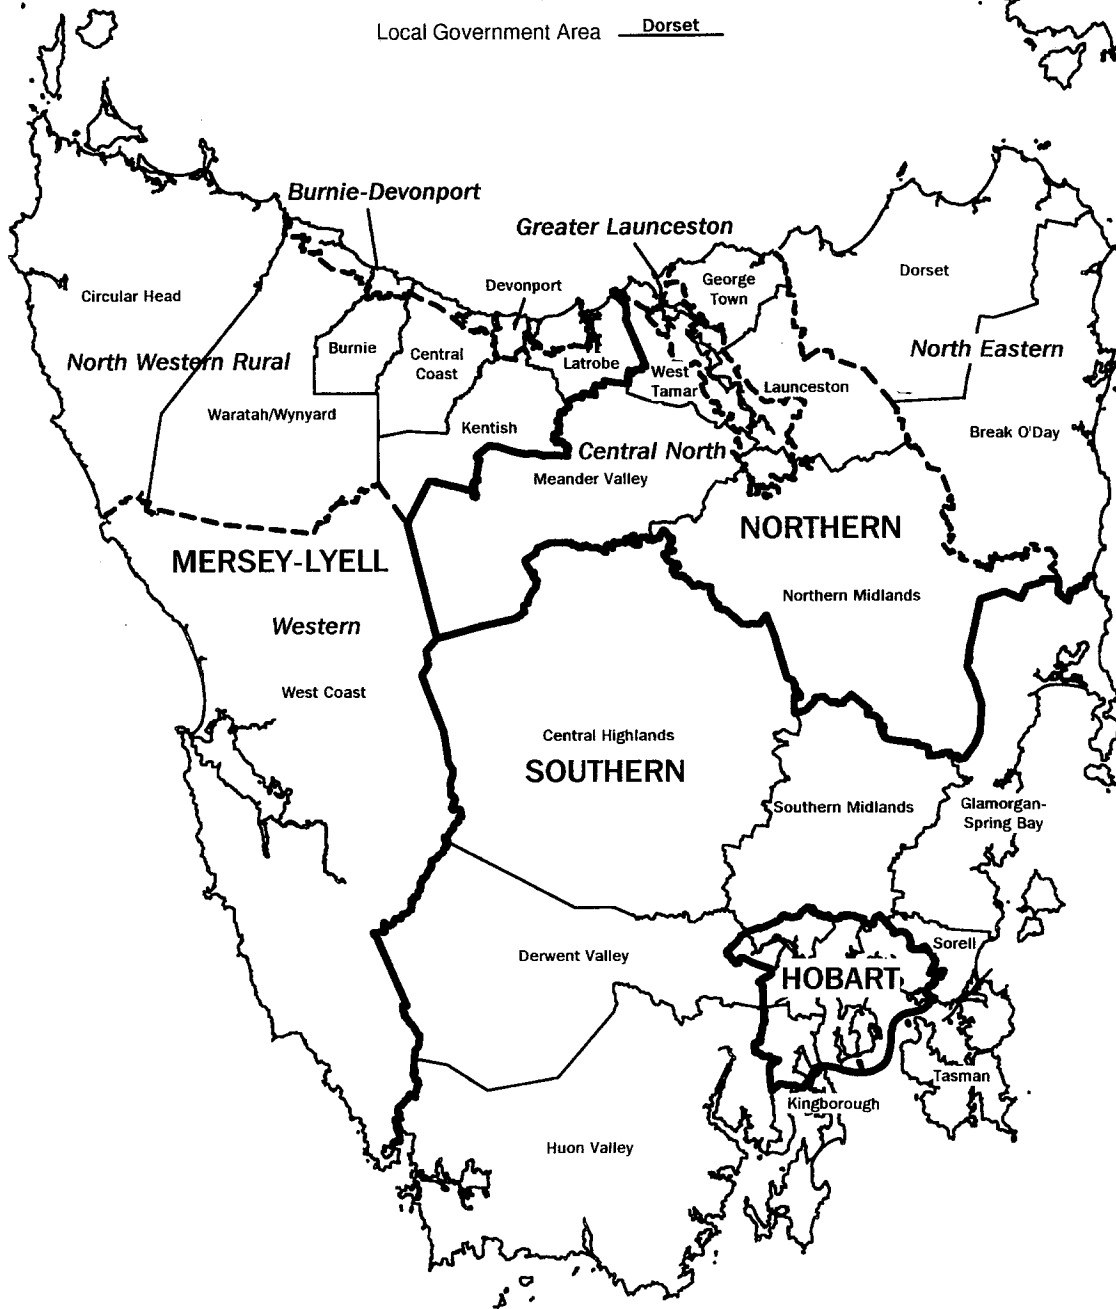 Local Government Area Dorset
Burnie-Devonport
Greater Launceston
George
Town
Dorset
Devonport
Circular Head
Burnie
Central
Coast
North Western Rural
Latrobe
West
Tamar
Launceston
North Eastern
Waratah/Wynyard
Kentish
Break O'Day
Central North
Meander Valley
NORTHERN
MERSEY-LYELL
Northern Midlands
Western
West Coast
Central Highlands
SOUTHERN
Southern Midlands
Glamorgan-
Spring Bay
Derwent Valley
Sorell
HOBART
Tasman
Kingborough
Huon Valley